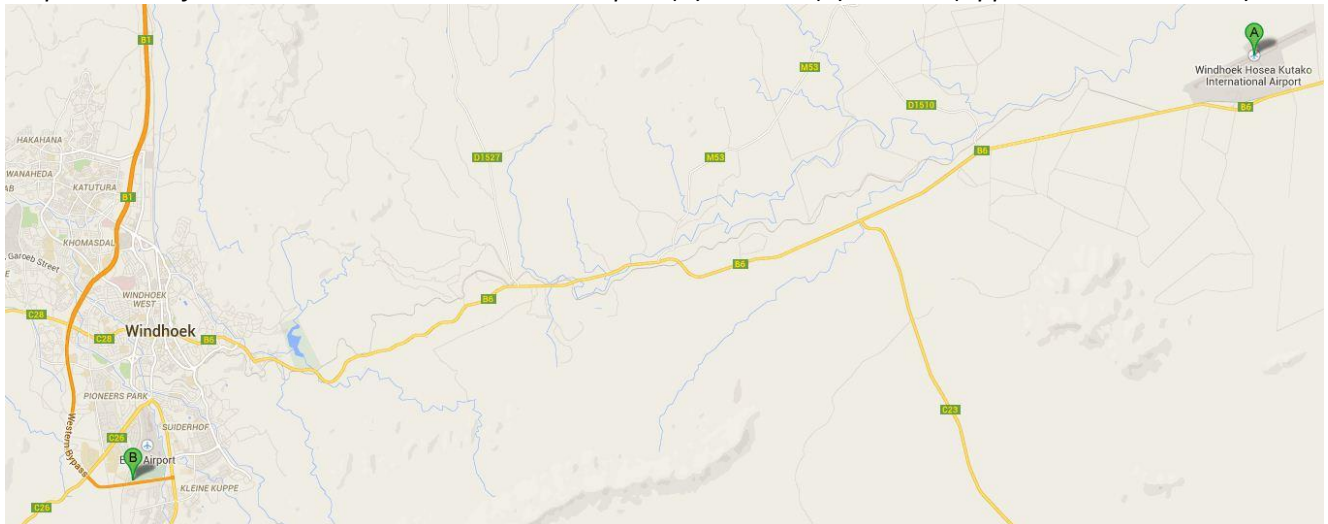 B1
A
Windhoek Hosea Kutako
International Airport
M53
D1510
B6
HAKAHANA
WANAHEDA
KATUTURA
B1
D1527
M53
B6
KHOMASDAL
Garoeb Street
B6
WINDHOEK
WEST
B6
C28
Windhoek
C28
B6
PIONEERS PARK
C23
SUIDERHOF
Western Bypass
C26
B
Airport
KLEINE KUPPE
C26